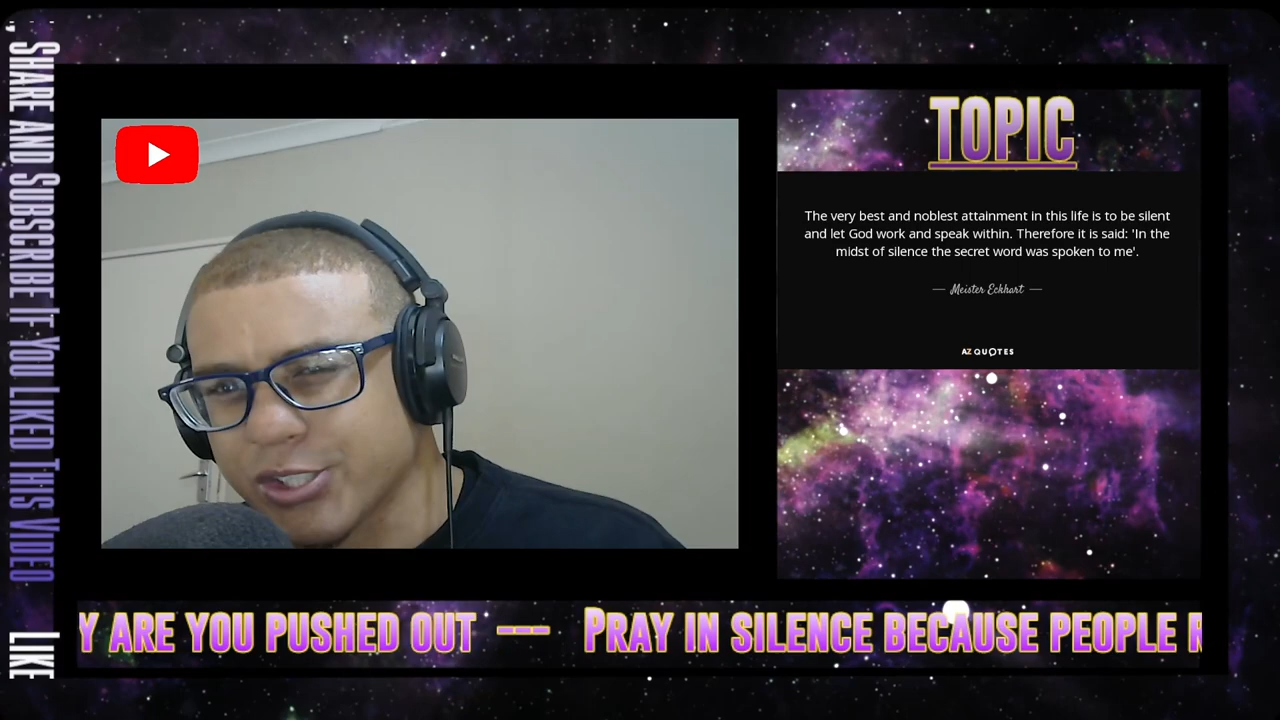 SHARE AND SUBSCRIBE IF YOU LIKED THIS VIDEO
LIKE
TOPIC
The very best and noblest attainment in this life is to be silent
and let God work and speak within. Therefore it is said: 'In the
midst of silence the secret word was spoken to me'.
— Meister Eckhart —
AZ QUOTES
ARE YOU PUSHED OUT --- PRAY IN SILENCE BECAUSE PEOPLE